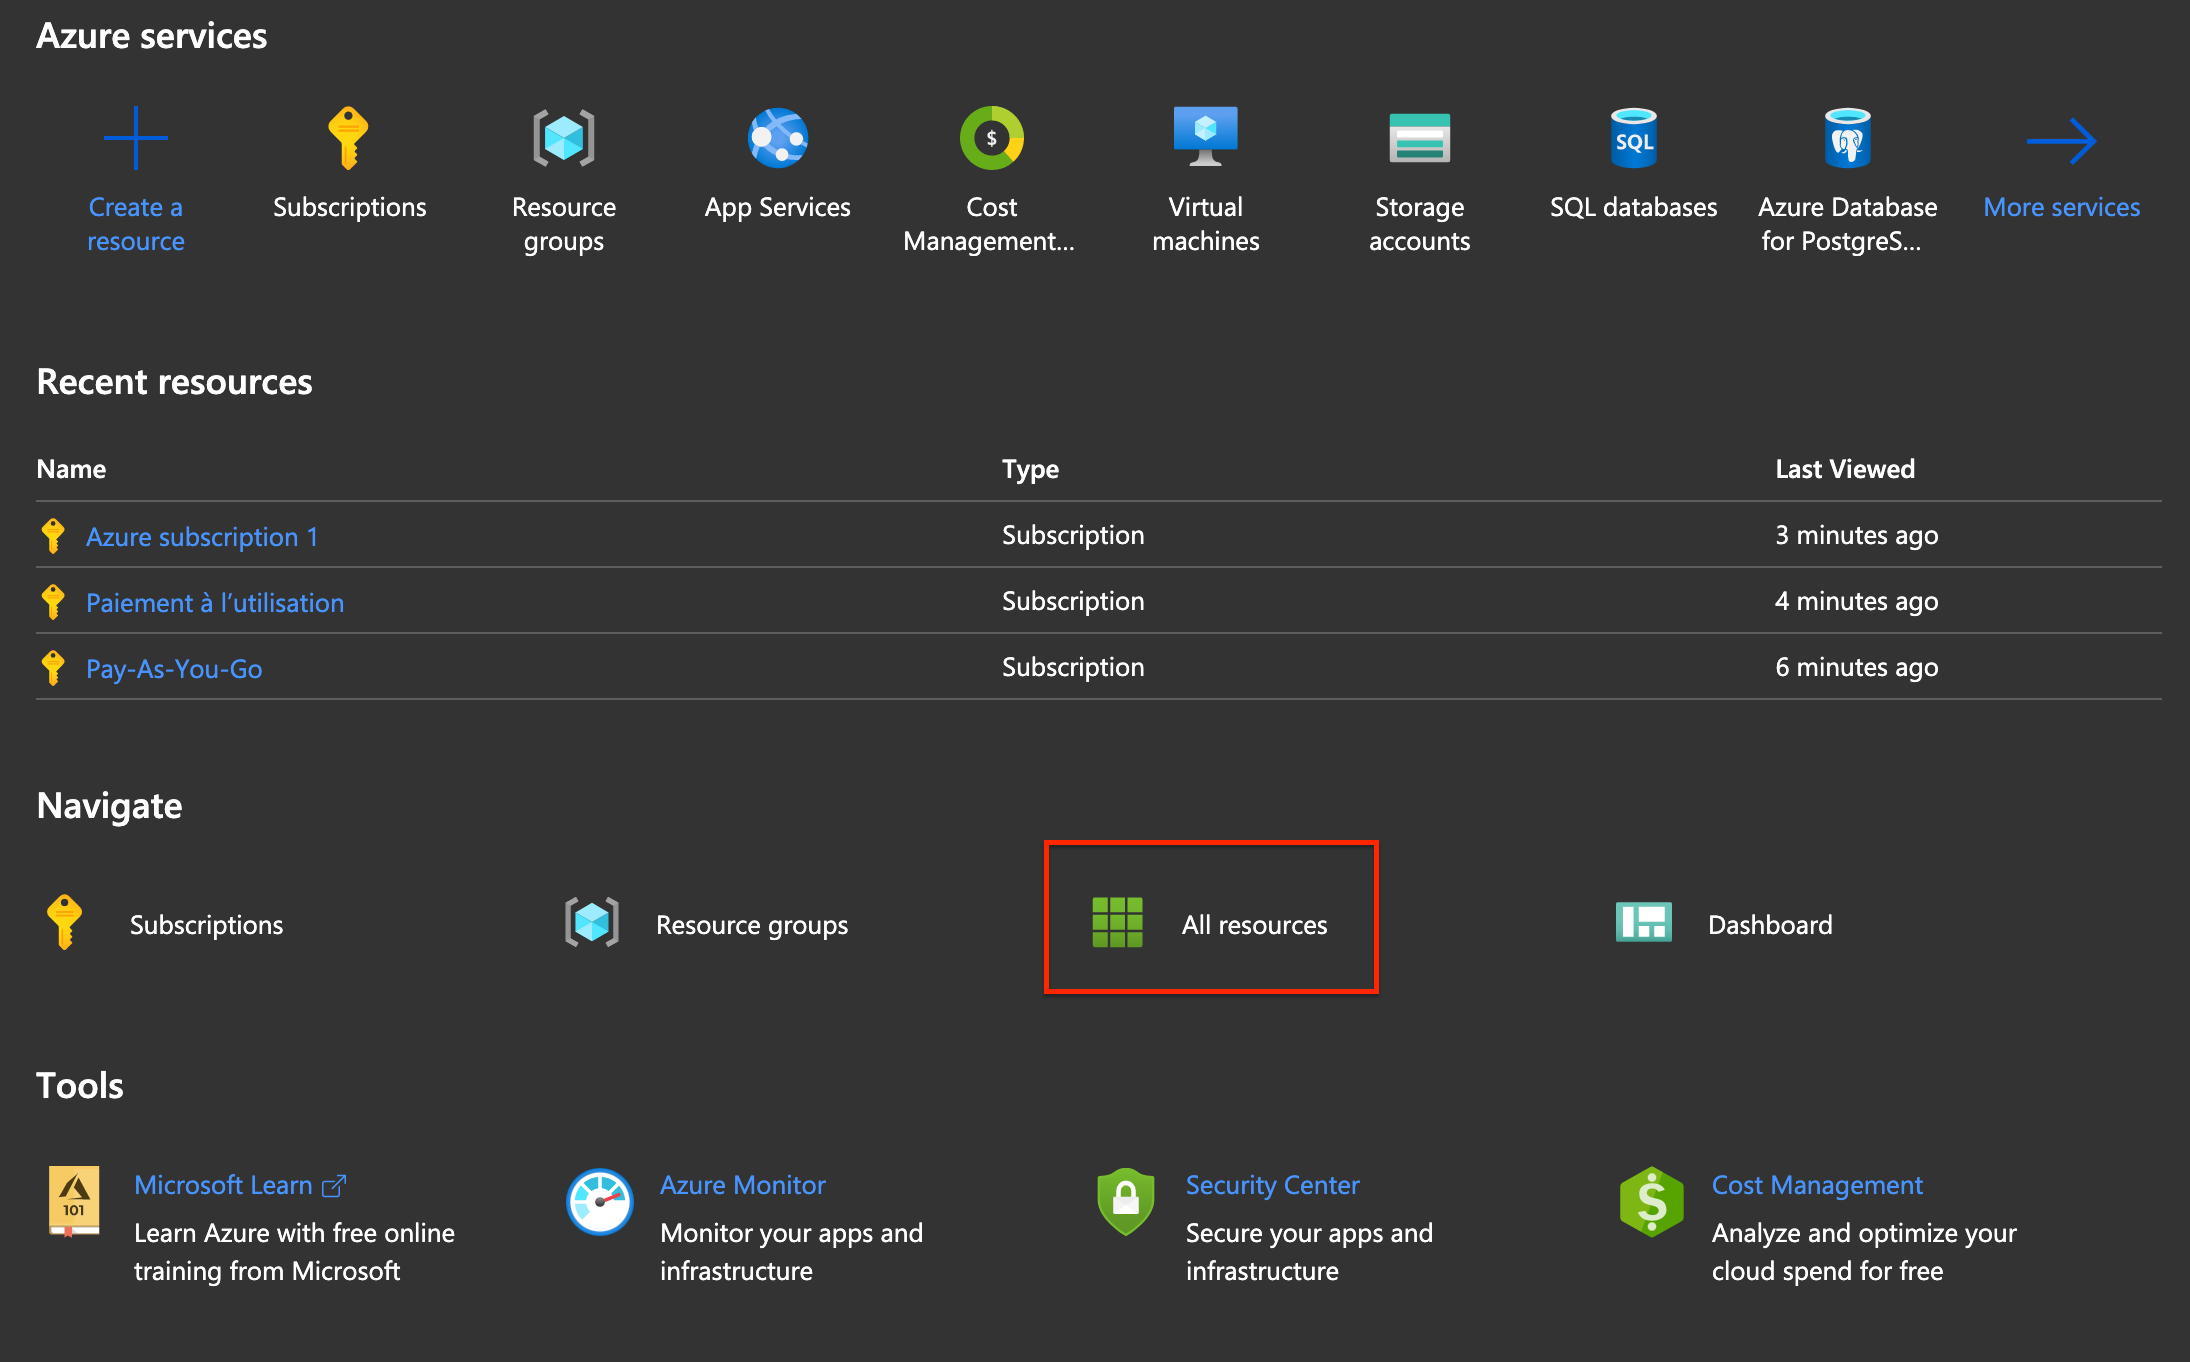 Azure services
Create a
resource
Subscriptions
Resource
groups
App Services
Cost
Management...
Virtual
machines
Storage
accounts
SQL
SQL databases
Azure Database
for PostgreS...
More services
Recent resources
Name Type Last Viewed
Azure subscription 1 Subscription 3 minutes ago
Paiement à l’utilisation Subscription 4 minutes ago
Pay-As-You-Go Subscription 6 minutes ago
Navigate
Subscriptions Resource groups All resources Dashboard
Tools
101
Microsoft Learn
Learn Azure with free online
training from Microsoft
Azure Monitor
Monitor your apps and
infrastructure
Security Center
Secure your apps and
infrastructure
$
Cost Management
Analyze and optimize your
cloud spend for free